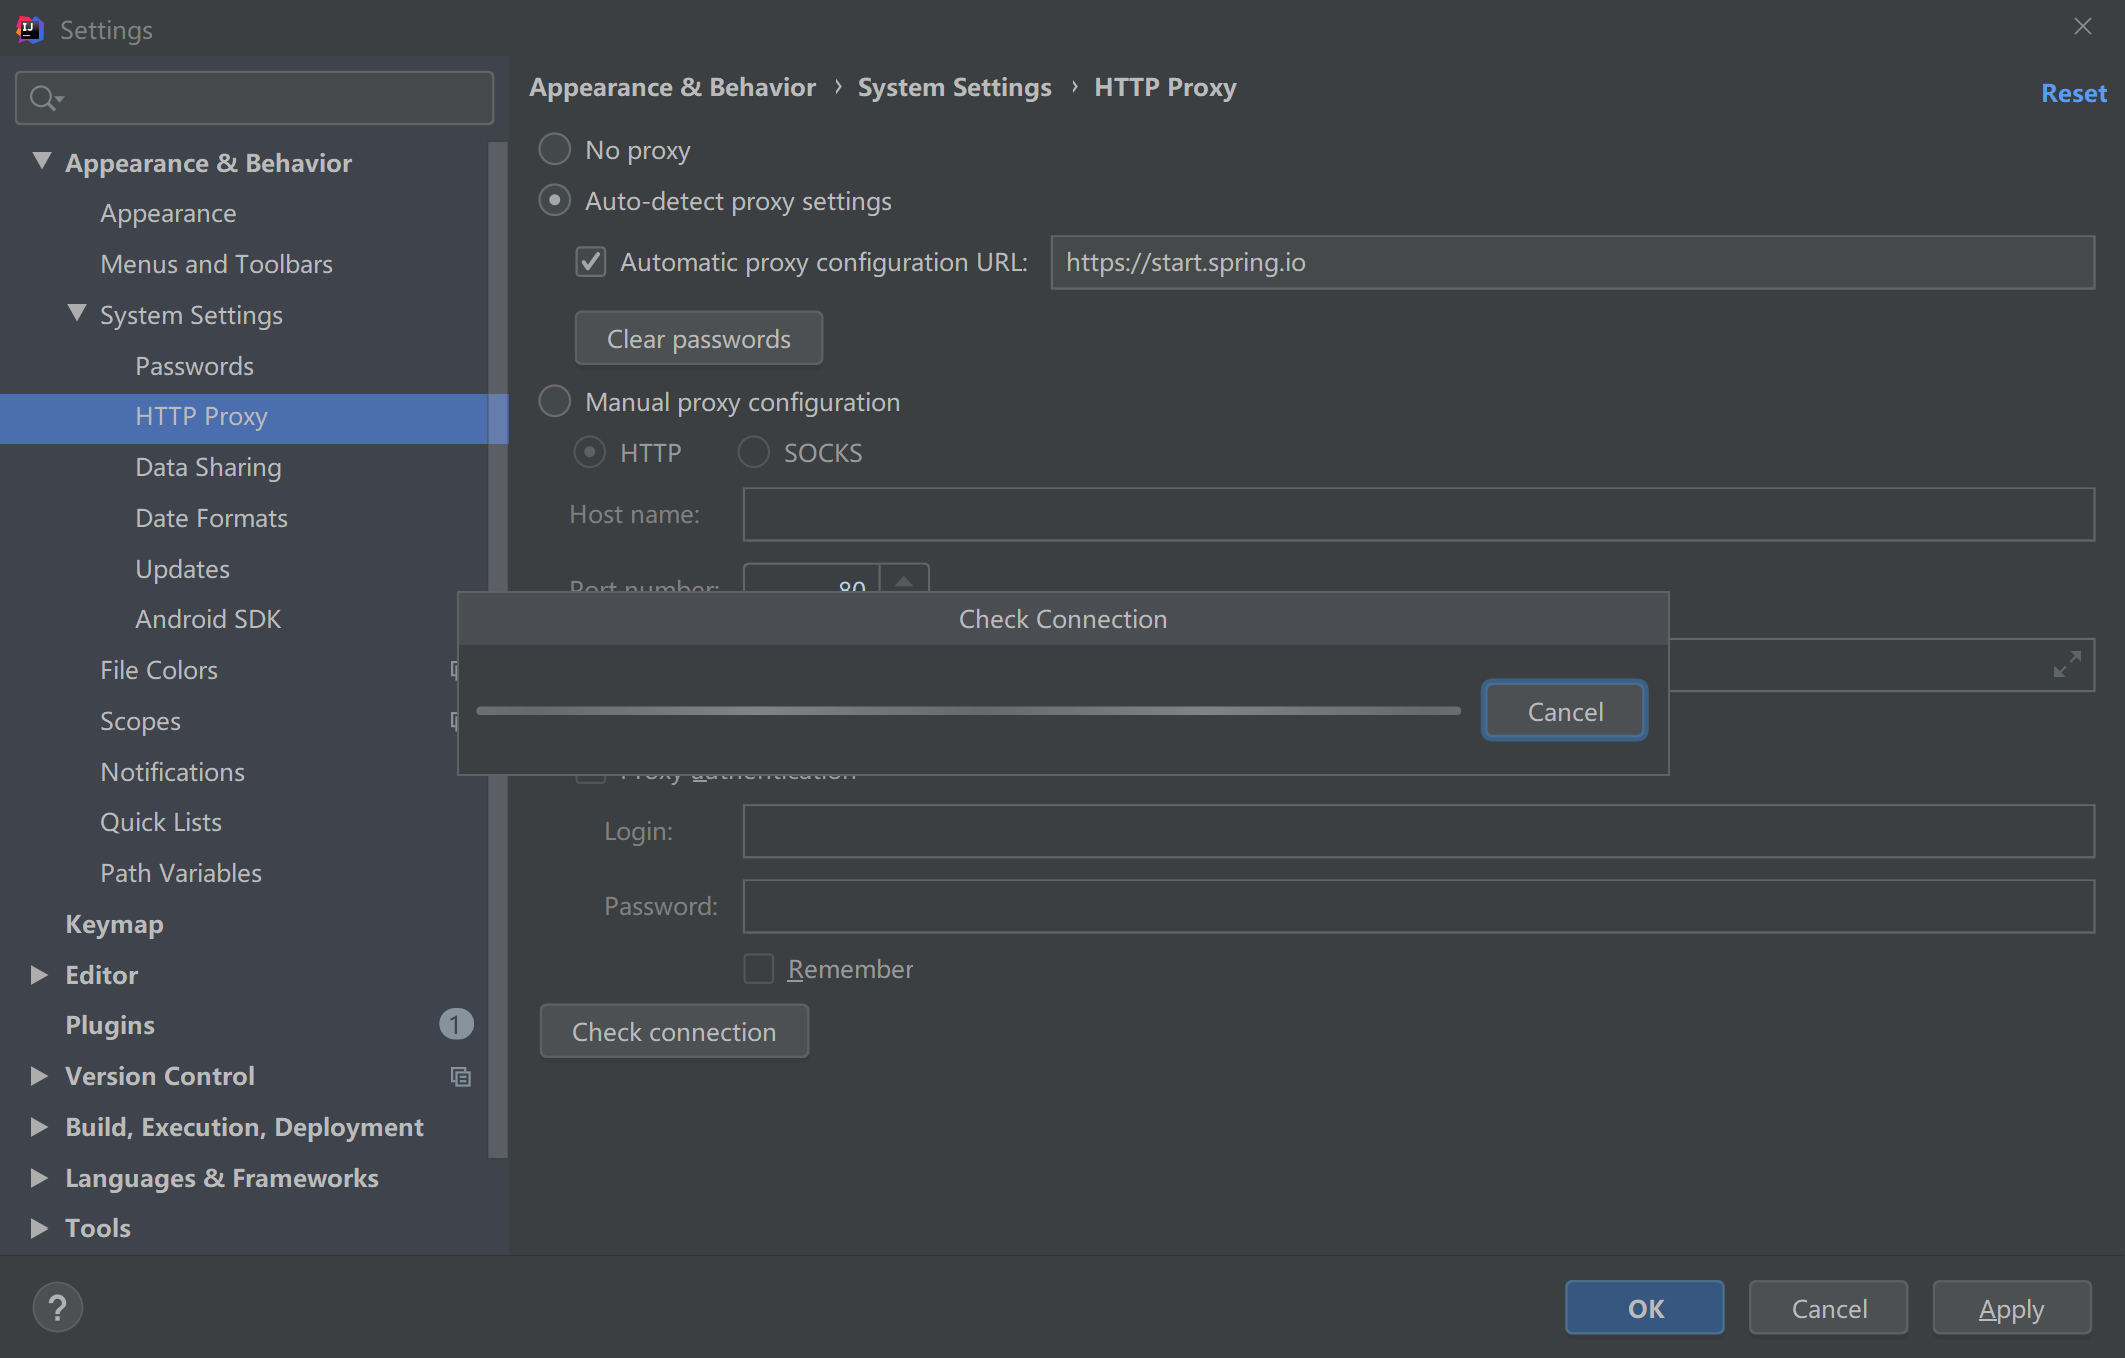 Settings
Appearance & Behavior › System Settings › HTTP Proxy
Reset
Appearance & Behavior
Appearance
Menus and Toolbars
System Settings
Passwords
HTTP Proxy
Data Sharing
Date Formats
Updates
Android SDK
File Colors
Scopes
Notifications
Quick Lists
Path Variables
Keymap
Editor
Plugins 1
Version Control
Build, Execution, Deployment
Languages & Frameworks
Tools
No proxy
Auto-detect proxy settings
Automatic proxy configuration URL: https://start.spring.io
Clear passwords
Manual proxy configuration
HTTP SOCKS
Host name:
Port number: 80
Check Connection
Cancel
Proxy authentication
Login:
Password:
Remember
Check connection
?
OK Cancel Apply